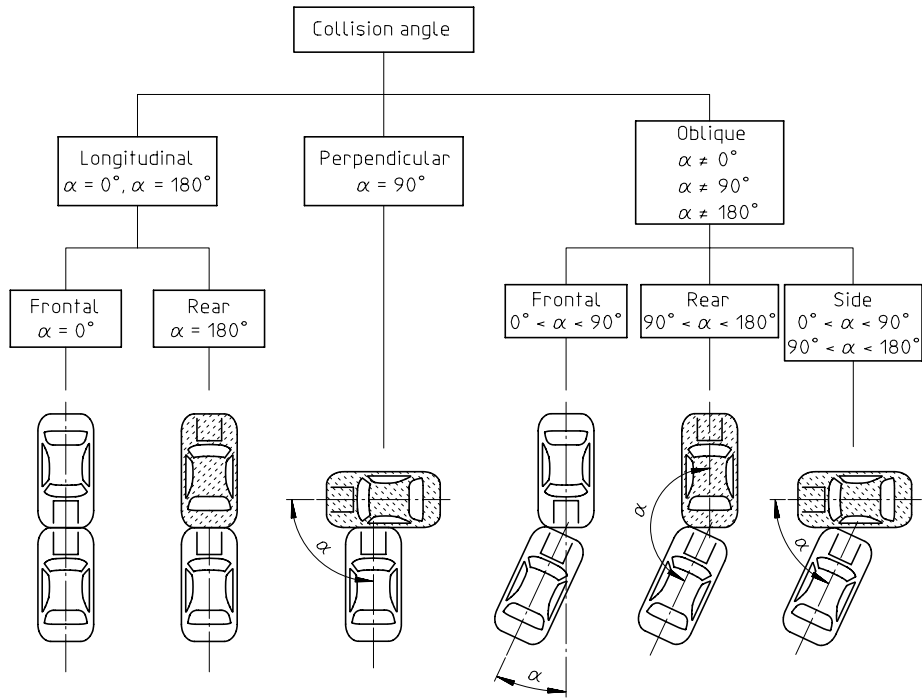 Collision angle
Longitudinal
α = 0°, α = 180°
Perpendicular
α = 90°
Oblique
α ≠ 0°
α ≠ 90°
α ≠ 180°
Frontal
α = 0°
Rear
α = 180°
Frontal
0° < α < 90°
Rear
90° < α < 180°
Side
0° < α < 90°
90° < α < 180°
α
α
α
α